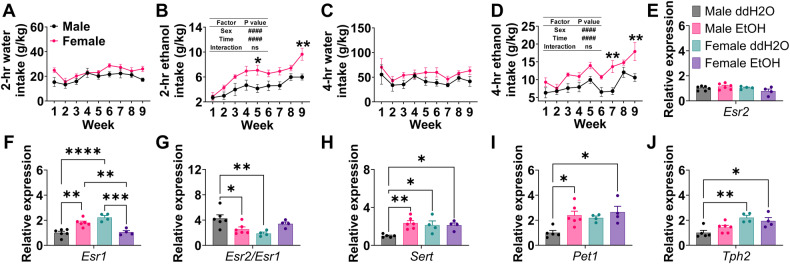 A
2-hr water
intake (g/kg)
60
40
20
0
Male
Female
1 2 3 4 5 6 7 8 9
Week
B
2-hr ethanol
intake (g/kg)
12
10
8
6
4
2
Factor P value
Sex ####
Time ####
Interaction ns
*
**
1 2 3 4 5 6 7 8 9
Week
C
4-hr water
intake (g/kg)
120
80
40
0
1 2 3 4 5 6 7 8 9
Week
D
4-hr ethanol
intake (g/kg)
25
20
15
10
5
Factor P value
Sex ####
Time ####
Interaction ns
**
**
1 2 3 4 5 6 7 8 9
Week
E
Relative expression
6
4
2
0
Esr2
Male ddH2O
Male EtOH
Female ddH2O
Female EtOH
F
Relative expression
6
4
2
0
****
**
**
***
Esr1
G
Relative expression
12
8
4
0
**
*
Esr2/Esr1
H
Relative expression
6
4
2
0
*
*
**
Sert
I
Relative expression
6
4
2
0
*
*
Pet1
J
Relative expression
6
4
2
0
*
**
Tph2